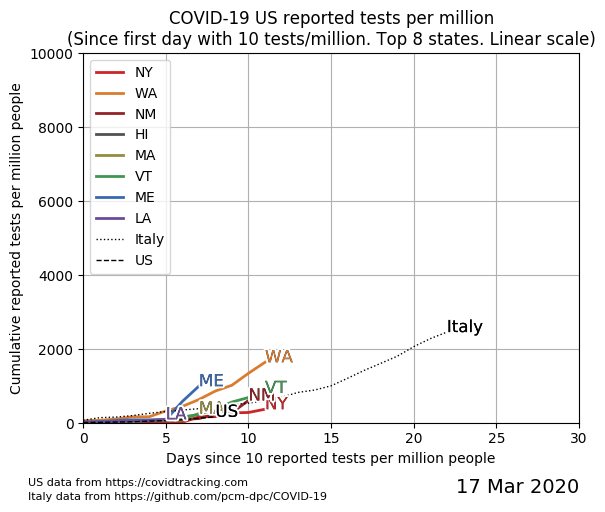 COVID-19 US reported tests per million
(Since first day with 10 tests/million. Top 8 states. Linear scale)
Cumulative reported tests per million people
10000
8000
6000
4000
2000
0
NY
WA
NM
HI
MA
VT
ME
LA
Italy
US
Italy
WA
ME
VT
NM
NY
MA
US
LA
0
5
10
15
20
25
30
Days since 10 ported tests per million people
US data from https://covidtracking.com
Italy data from https://github.com/pcm-dpc/COVID-19
17 Mar 2020